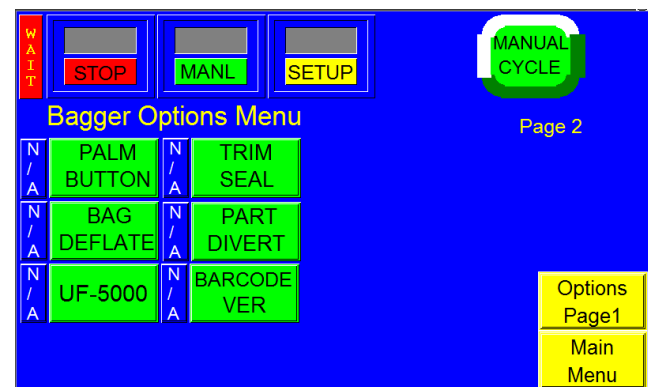 WAIT
STOP
MANL
SETUP
MANUAL
CYCLE
Bagger Options Menu
Page 2
N/A
PALM
BUTTON
N/A
TRIM
SEAL
N/A
BAG
DEFLATE
N/A
PART
DIVERT
N/A
UF-5000
N/A
BARCODE
VER
Options
Page1
Main
Menu